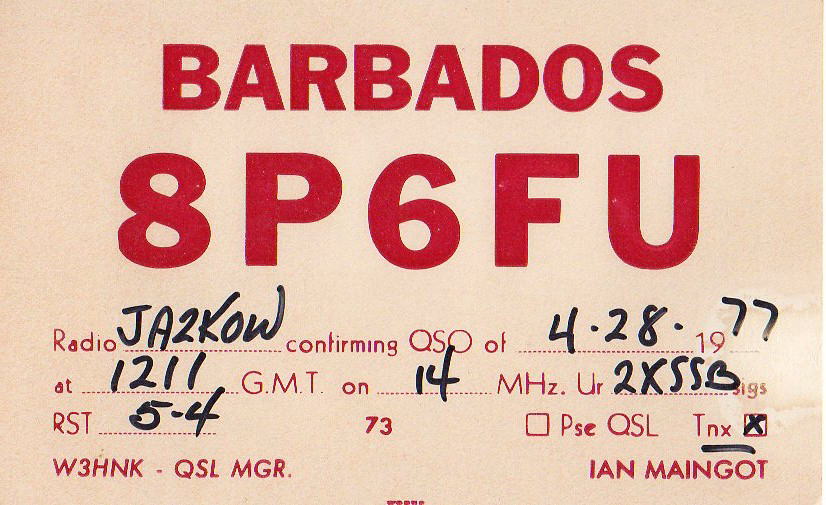 BARBADOS
8P6FU
Radio JA2KOW confirming QSO of 4·28· 1977
at 1211 G.M.T. on 14 MHz. Ur 2XSSB sigs
RST 5-4 73 Pse QSL Tnx X
W3HNK - QSL MGR. IAN MAINGOT